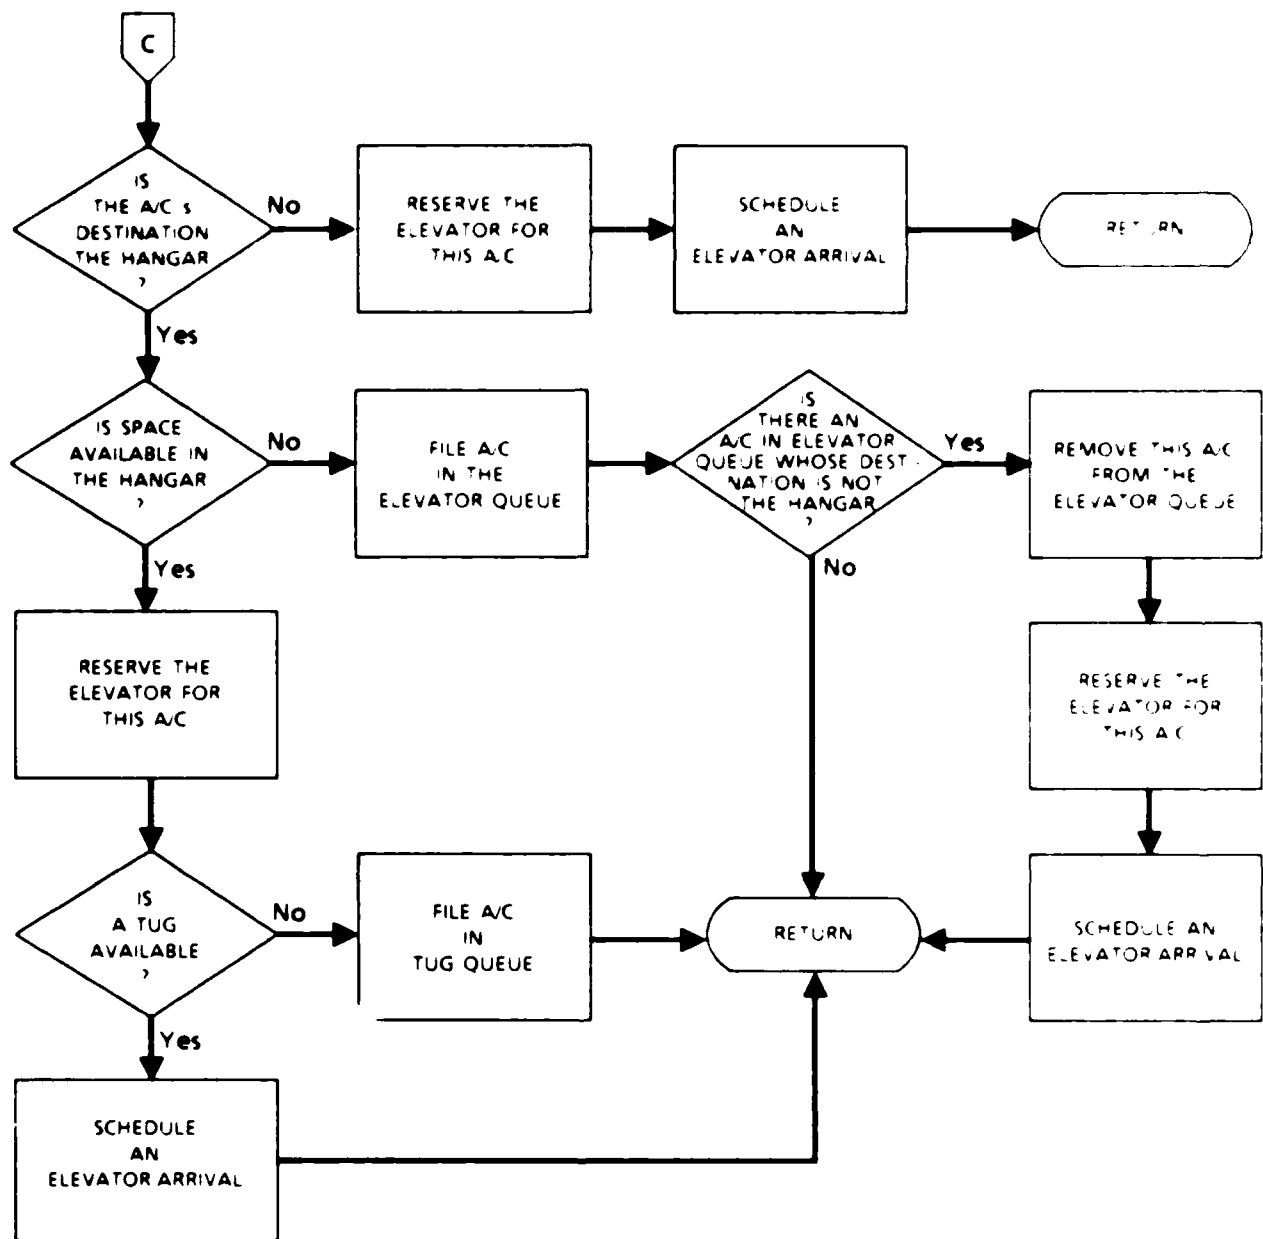 C
IS
THE A/C s
DESTINATION
THE HANGAR
?
No
RESERVE THE
ELEVATOR FOR
THIS A/C
SCHEDULE
AN
ELEVATOR ARRIVAL
RETURN
Yes
IS SPACE
AVAILABLE IN
THE HANGAR
?
No
FILE A/C
IN THE
ELEVATOR QUEUE
IS
THERE AN
A/C IN ELEVATOR
QUEUE WHOSE DEST
NATION IS NOT
THE HANGAR
?
Yes
REMOVE THIS A/C
FROM THE
ELEVATOR QUEUE
No
Yes
RESERVE THE
ELEVATOR FOR
THIS A/C
RESERVE THE
ELEVATOR FOR
THIS A/C
IS
A TUG
AVAILABLE
?
No
FILE A/C
IN
TUG QUEUE
RETURN
SCHEDULE AN
ELEVATOR ARRIVAL
Yes
SCHEDULE
AN
ELEVATOR ARRIVAL